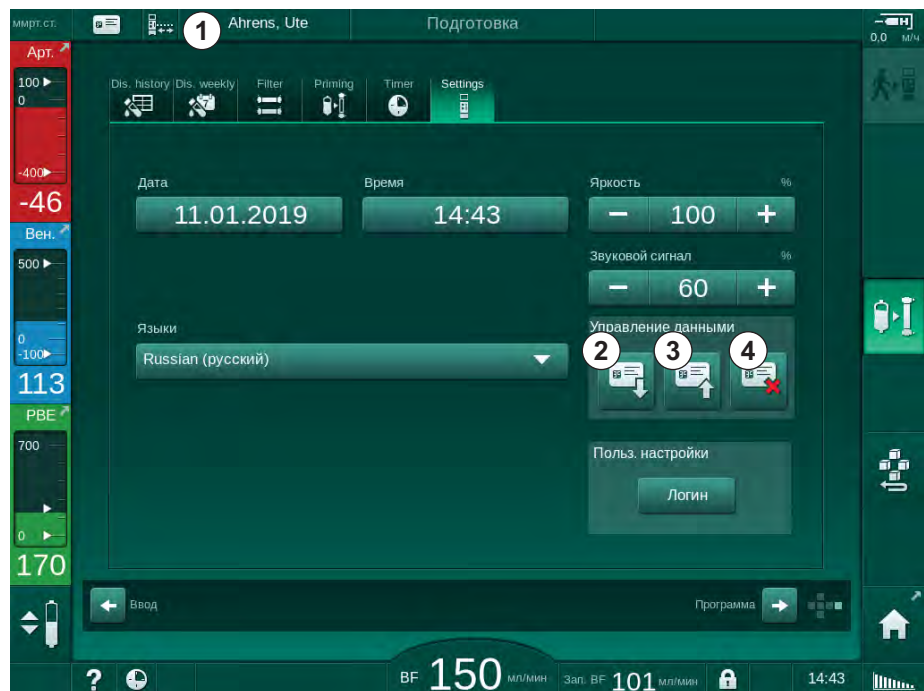 ммрт.ст.
1
Ahrens, Ute
Подготовка
0,0 м/ч
Арт.
100
0
-400
-46
Вен.
500
0
-100
113
PBE
700
0
170
Dis. history
Dis. weekly
7
Filter
Priming
Timer
Settings
Дата
11.01.2019
Время
14:43
Яркость %
− 100 +
Звуковой сигнал %
− 60 +
Языки
Russian (русский)
Управление данными
2
3
4
Польз. настройки
Логин
Ввод
Программа
?
BF 150 мл/мин
Зап. BF 101 мл/мин
14:43